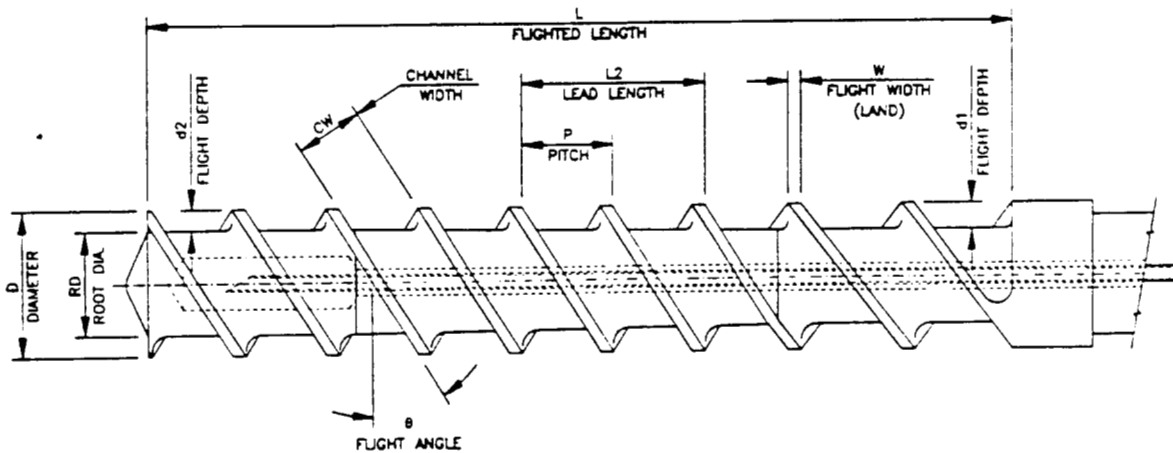 L
FLIGHTED LENGTH
CHANNEL
WIDTH
CW
L2
LEAD LENGTH
P
PITCH
W
FLIGHT WIDTH
(LAND)
d2
FLIGHT DEPTH
d1
FLIGHT DEPTH
D
DIAMETER
RD
ROOT DIA.
θ
FLIGHT ANGLE